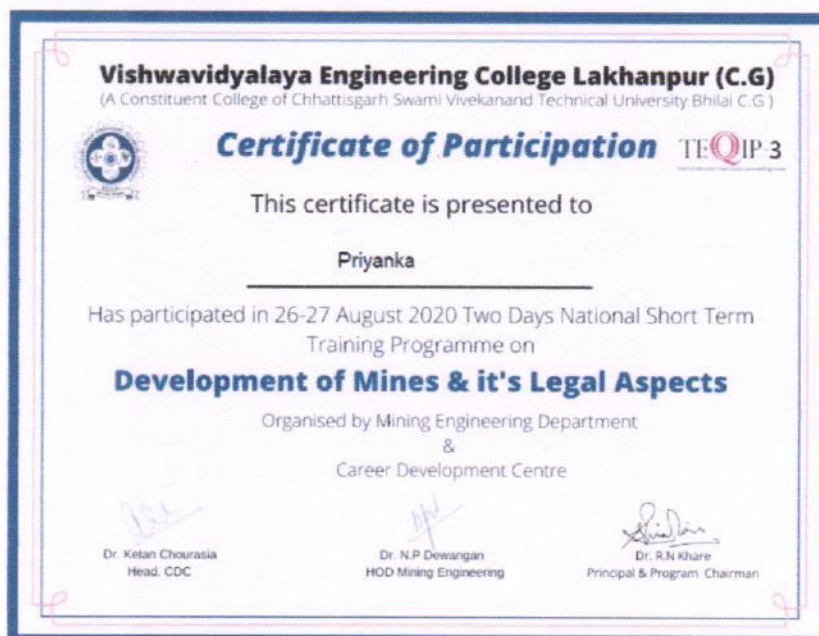 Vishwavidyalaya Engineering College Lakhanpur (C.G)
(A Constituent College of Chhattisgarh Swami Vivekanand Technical University Bhilai C.G )
Certificate of Participation
TEQIP-3
This certificate is presented to
Priyanka
Has participated in 26-27 August 2020 Two Days National Short Term
Training Programme on
Development of Mines & it's Legal Aspects
Organised by Mining Engineering Department
&
Career Development Centre
Dr. Ketan Chourasia
Head. CDC
Dr. N.P Dewangan
HOD Mining Engineering
Dr. R.N Khare
Principal & Program Chairman